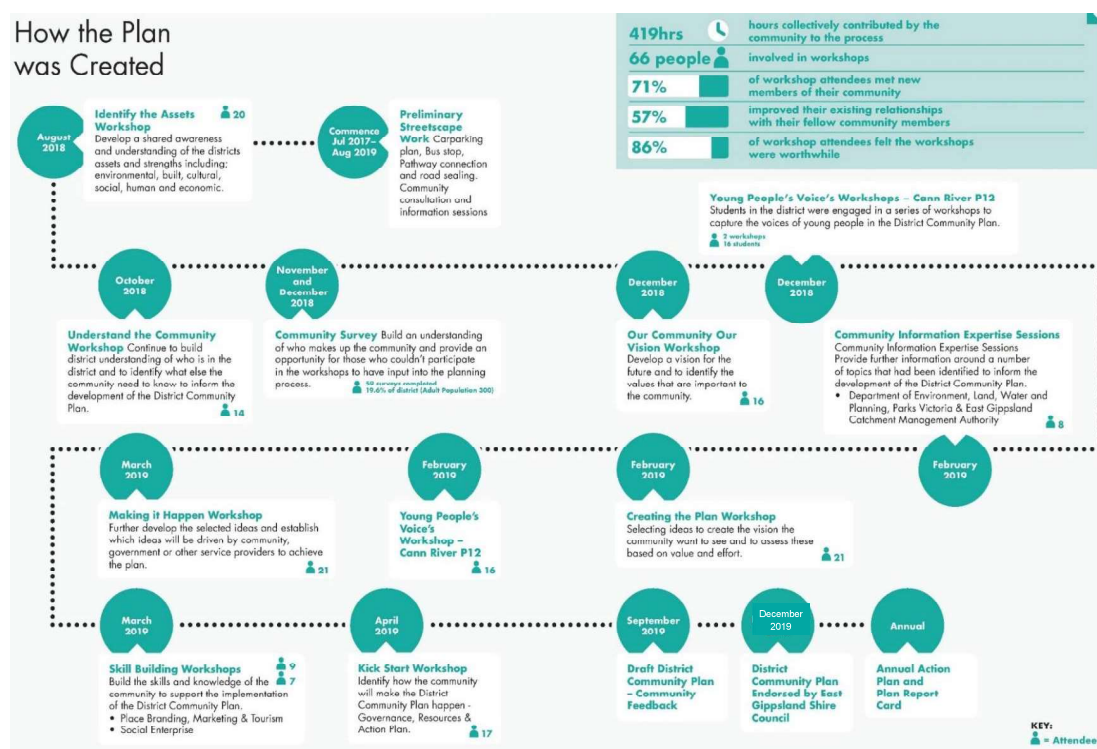 How the Plan
was Created
419hrs
hours collectively contributed by the
community to the process
66 people
involved in workshops
71%
of workshop attendees met new
members of their community
57%
improved their existing relationships
with their fellow community members
86%
of workshop attendees felt the workshops
were worthwhile
August
2018
Identify the Assets
Workshop
20
Develop a shared awareness
and understanding of the districts
assets and strengths including:
environmental, built, cultural,
social, human and economic.
Commence
Jul 2017–
Aug 2019
Preliminary
Streetscape
Work Carparking
plan, Bus stop,
Pathway connection
and road sealing.
Community
consultation and
information sessions
Young People's Voice's Workshops – Cann River P12
Students in the district were engaged in a series of workshops to
capture the voices of young people in the District Community Plan.
2 workshops
16 students
October
2018
Understand the Community
Workshop Continue to build
district understanding of who is in the
district and to identify what else the
community need to know to inform the
development of the District Community
Plan.
14
November
and
December
2018
Community Survey Build an understanding
of who makes up the community and provide an
opportunity for those who couldn't participate
in the workshops to have input into the planning
process.
surveys completed
19.6% of district (Adult Population 300)
December
2018
Our Community Our
Vision Workshop
Develop a vision for the
future and to identify the
values that are important to
the community.
16
December
2018
Community Information Expertise Sessions
Community Information Expertise Sessions
Provide further information around a number
of topics that had been identified to inform the
development of the District Community Plan.
• Department of Environment, Land, Water and
Planning, Parks Victoria & East Gippsland
Catchment Management Authority
8
March
2019
Making it Happen Workshop
Further develop the selected ideas and establish
which ideas will be driven by community,
government or other service providers to achieve
the plan.
21
February
2019
Young People's
Voice's
Workshop –
Cann River P12
16
February
2019
Creating the Plan Workshop
Selecting ideas to create the vision the
community want to see and to assess these
based on value and effort.
21
February
2019
March
2019
Skill Building Workshops
9
Build the skills and knowledge of the
7
community to support the implementation
of the District Community Plan.
• Place Branding, Marketing & Tourism
• Social Enterprise
April
2019
Kick Start Workshop
Identify how the community
will make the District
Community Plan happen -
Governance, Resources &
Action Plan.
17
September
2019
Draft District
Community Plan
– Community
Feedback
December
2019
District
Community Plan
Endorsed by East
Gippsland Shire
Council
Annual
Annual Action
Plan and
Plan Report
Card
KEY:
= Attendee